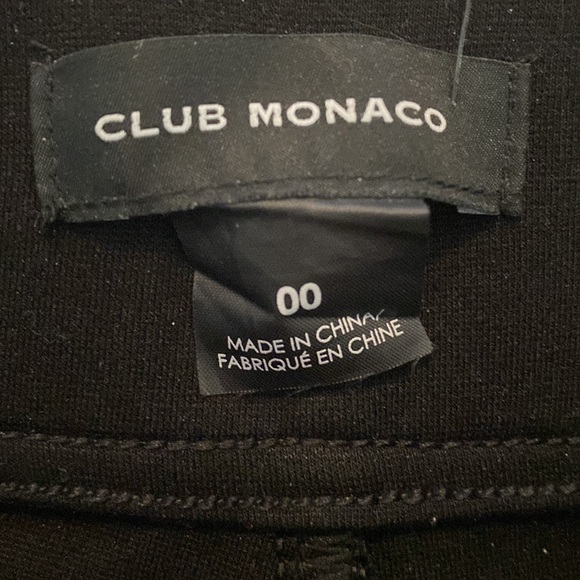 CLUB MONACO
00
MADE IN CHINA/
FABRIQUÉ EN CHINE